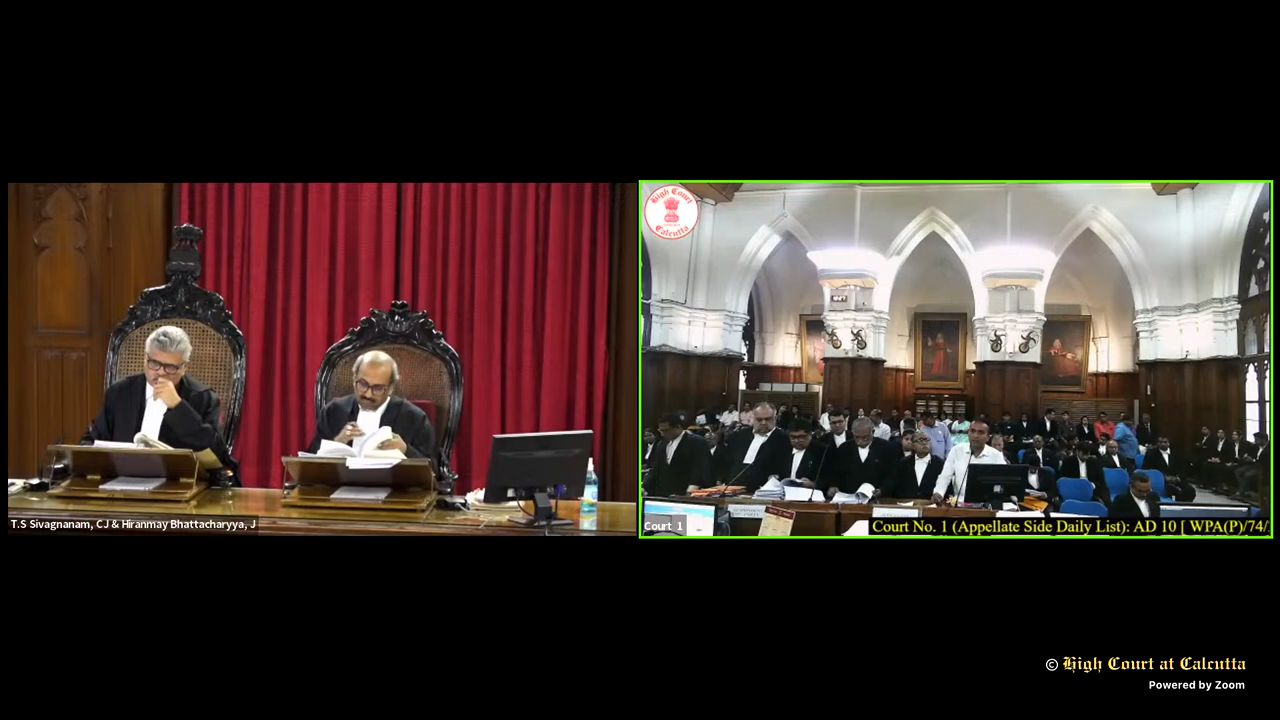 High Court
Calcutta
T.S Sivagnanam, CJ & Hiranmay Bhattacharyya, J
Court 1
Court No. 1 (Appellate Side Daily List): AD 10 [ WPA(P)/74/
© High Court at Calcutta
Powered by Zoom